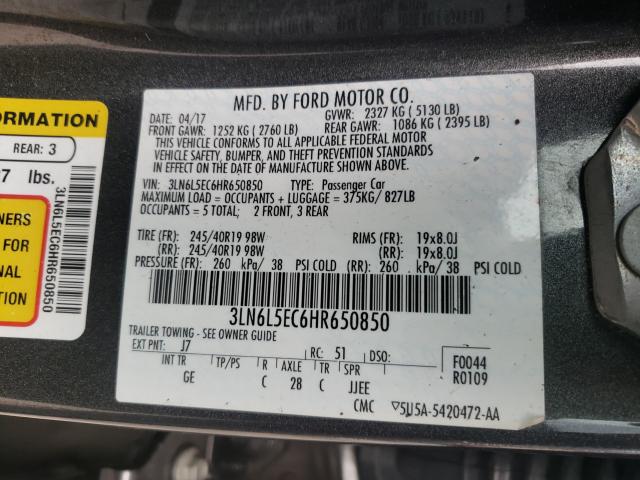 ORMATION
REAR: 3
lbs.
NERS
FOR
NAL
TION
3LN6L5EC6HR650850
MFD. BY FORD MOTOR CO.
DATE: 04/17 GVWR: 2327 KG ( 5130 LB)
FRONT GAWR: 1252 KG ( 2760 LB) REAR GAWR: 1086 KG ( 2395 LB)
THIS VEHICLE CONFORMS TO ALL APPLICABLE FEDERAL MOTOR
VEHICLE SAFETY, BUMPER, AND THEFT PREVENTION STANDARDS
IN EFFECT ON THE DATE OF MANUFACTURE SHOWN ABOVE.
VIN: 3LN6L5EC6HR650850 TYPE: Passenger Car
MAXIMUM LOAD = OCCUPANTS + LUGGAGE = 375KG/ 827LB
OCCUPANTS = 5 TOTAL; 2 FRONT, 3 REAR
TIRE (FR): 245/40R19 98W RIMS (FR): 19x8.0J
(RR): 245/40R19 98W (RR): 19x8.0J
PRESSURE (FR): 260 kPa/ 38 PSI COLD (RR): 260 kPa/ 38 PSI COLD
3LN6L5EC6HR650850
TRAILER TOWING - SEE OWNER GUIDE
EXT PNT: J7 RC: 51 DSO:
INT TR TP/PS R AXLE TR SPR
GE C 28 C JJEE
F0044
R0109
CMC ▽5U5A-5420472-AA